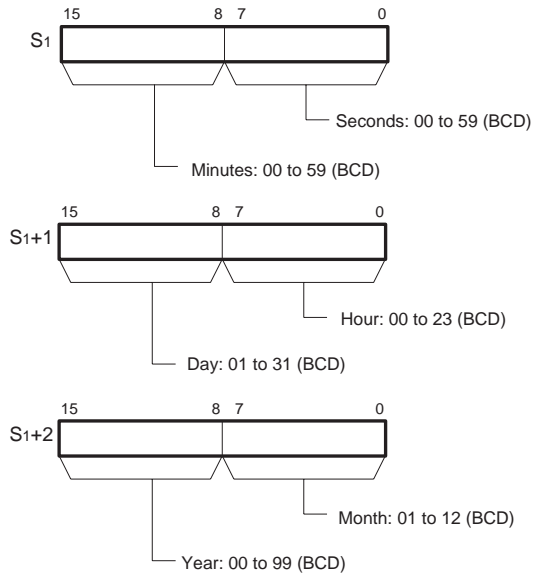 15 8 7 0
S1
Seconds: 00 to 59 (BCD)
Minutes: 00 to 59 (BCD)
15 8 7 0
S1+1
Hour: 00 to 23 (BCD)
Day: 01 to 31 (BCD)
15 8 7 0
S1+2
Month: 01 to 12 (BCD)
Year: 00 to 99 (BCD)